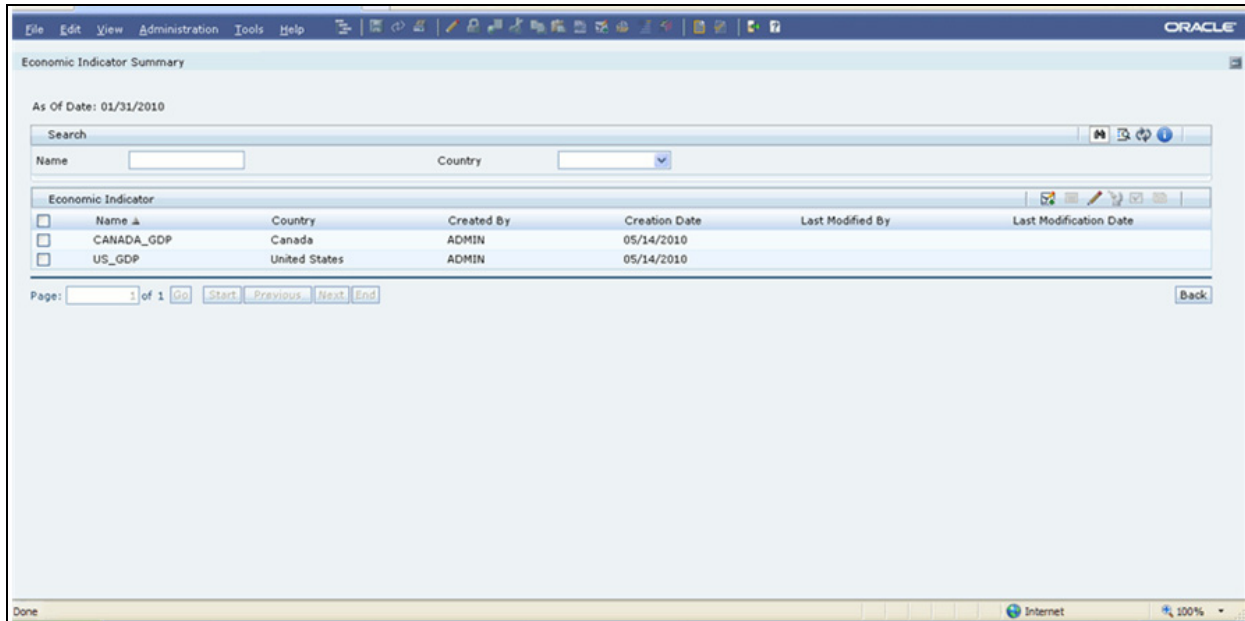 File Edit View Administration Tools Help ORACLE
Economic Indicator Summary
As Of Date: 01/31/2010
Search
Name Country
Economic Indicator
Name Country Created By Creation Date Last Modified By Last Modification Date
CANADA_GDP Canada ADMIN 05/14/2010
US_GDP United States ADMIN 05/14/2010
Page: 1 of 1 Go Start Previous Next End Back
Done Internet 100%